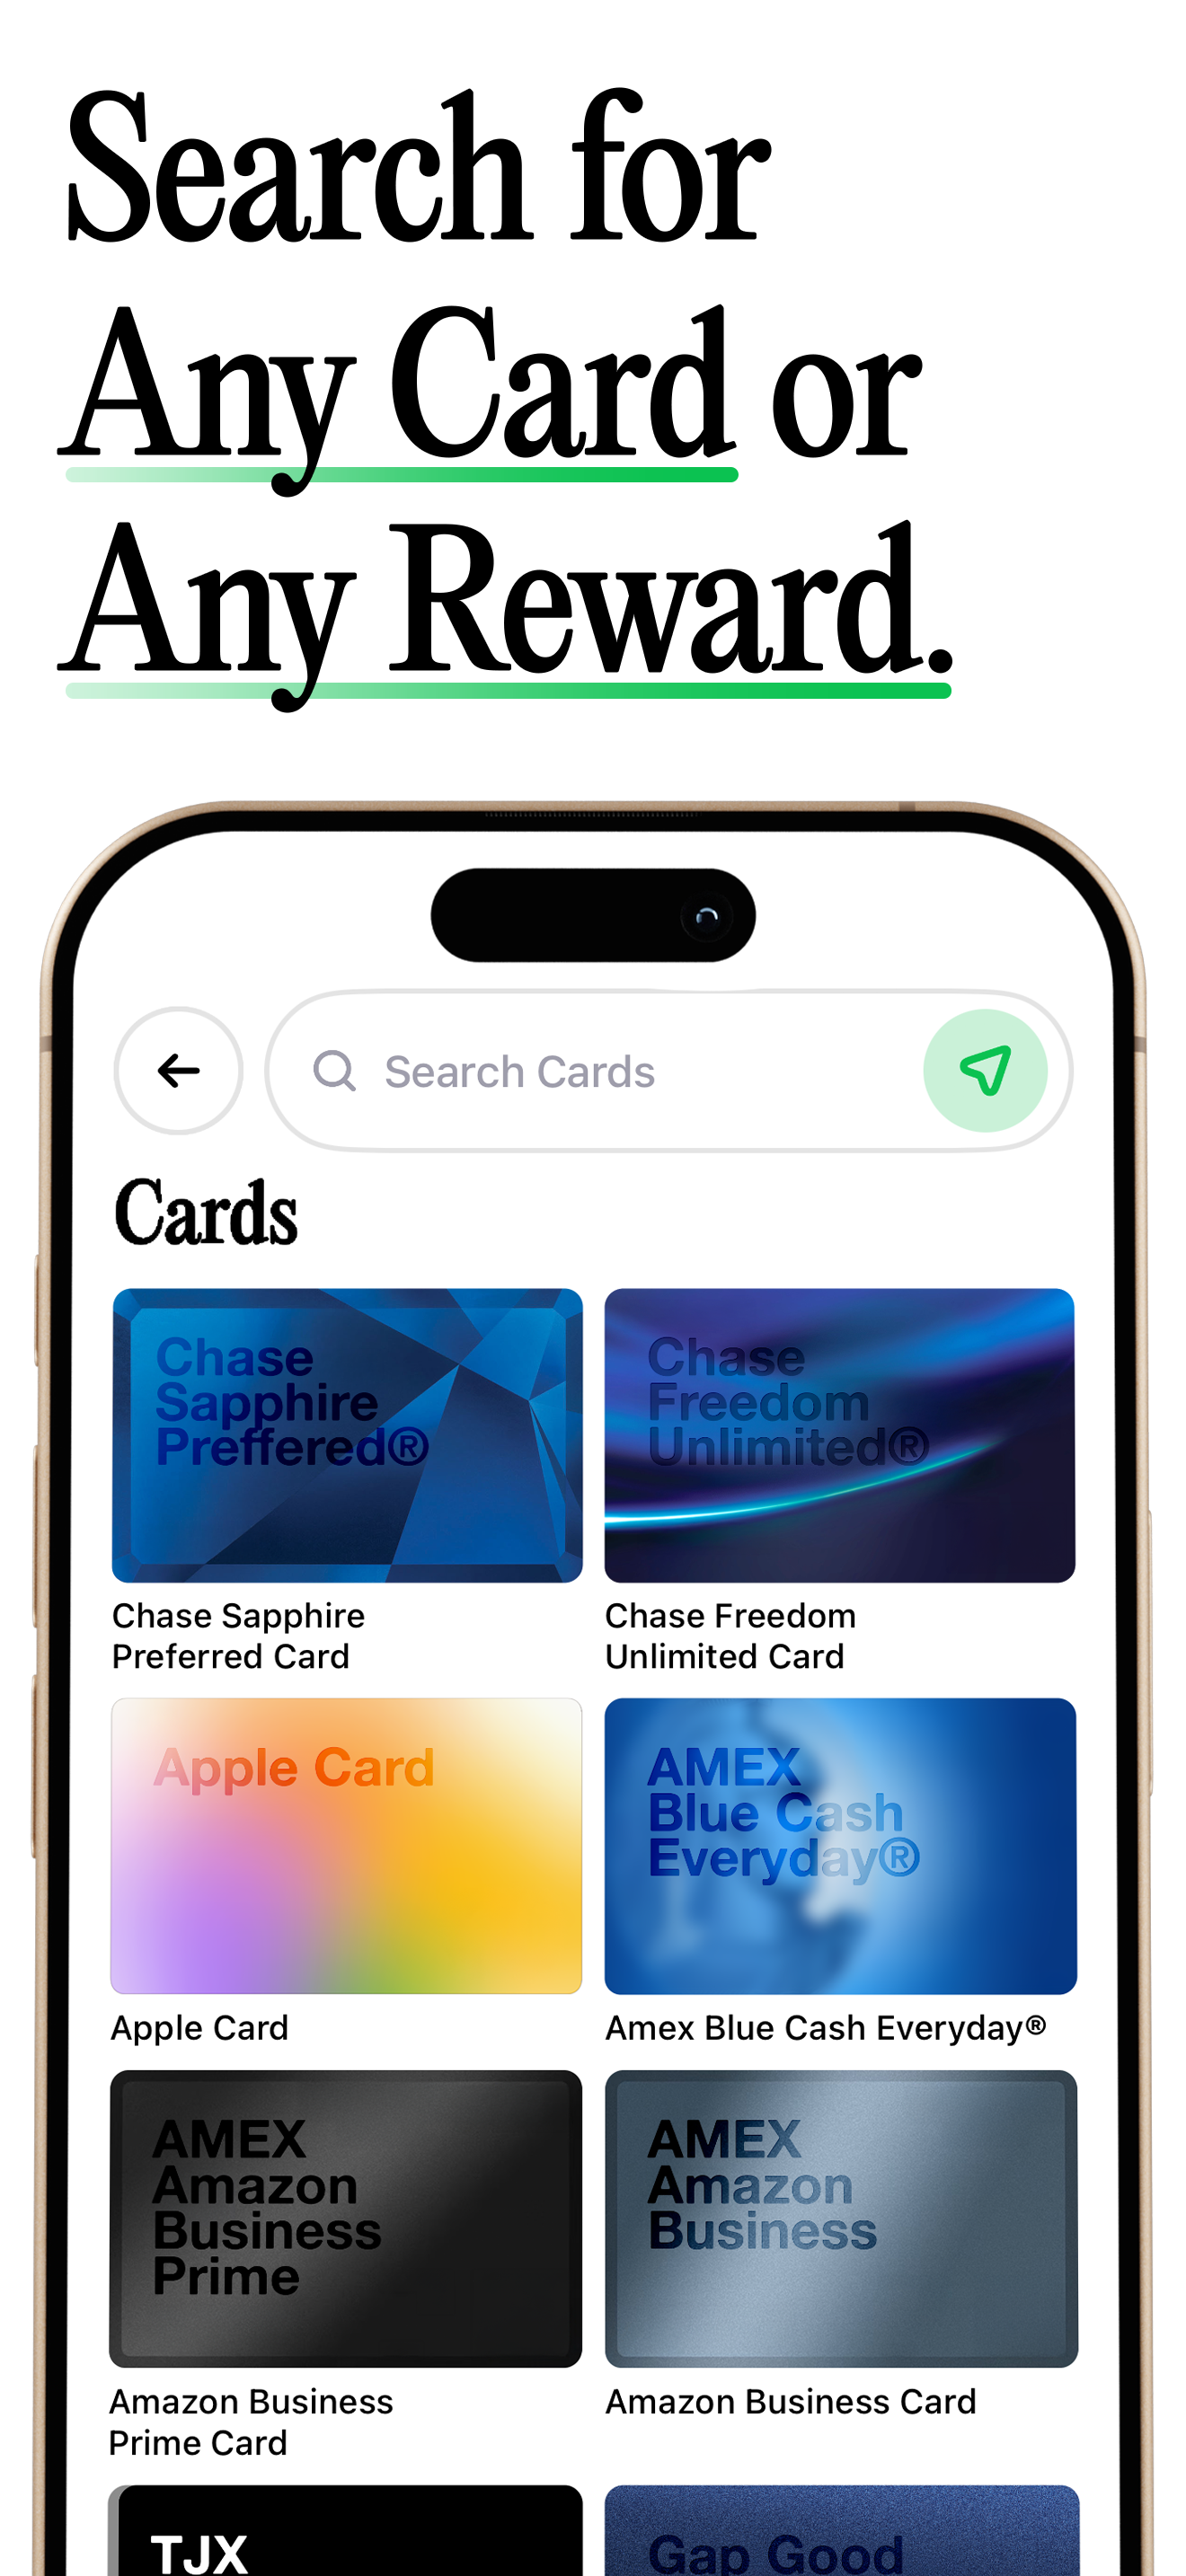 Search for
Any Card or
Any Reward.
Search Cards
Cards
Chase
Sapphire
Preffered®
Chase
Freedom
Unlimited®
Chase Sapphire
Preferred Card
Chase Freedom
Unlimited Card
Apple Card
AMEX
Blue Cash
Everyday®
Apple Card
Amex Blue Cash Everyday®
AMEX
Amazon
Business
Prime
AMEX
Amazon
Business
Amazon Business
Prime Card
Amazon Business Card
TJX
Gap Good